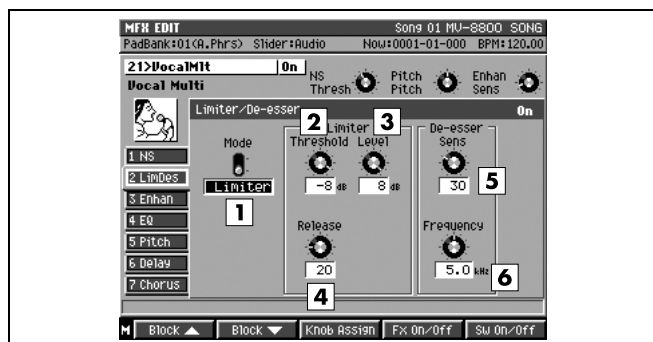 MFX EDIT Song 01 MV-8800 SONG
PadBank:01(A.Phrs) Slider:Audio Now:0001-01-000 BPM:120.00
21>VocalMlt On
Vocal Multi
NS Thresh Pitch Pitch Enhan Sens
Limiter/De-esser On
2 Limiter 3 De-esser
Mode Threshold Level Sens
-8 dB 8 dB 30 5
Limiter
1
Release Frequency
20 5.0 kHz
4 6
1 NS
2 LimDes
3 Enhan
4 EQ
5 Pitch
6 Delay
7 Chorus
M Block ▲ Block ▼ Knob Assign Fx On/Off Sw On/Off